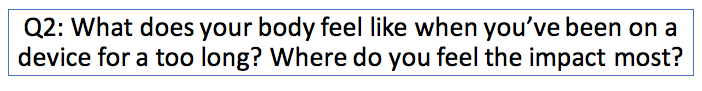 Q2: What does your body feel like when you’ve been on a
device for a too long? Where do you feel the impact most?